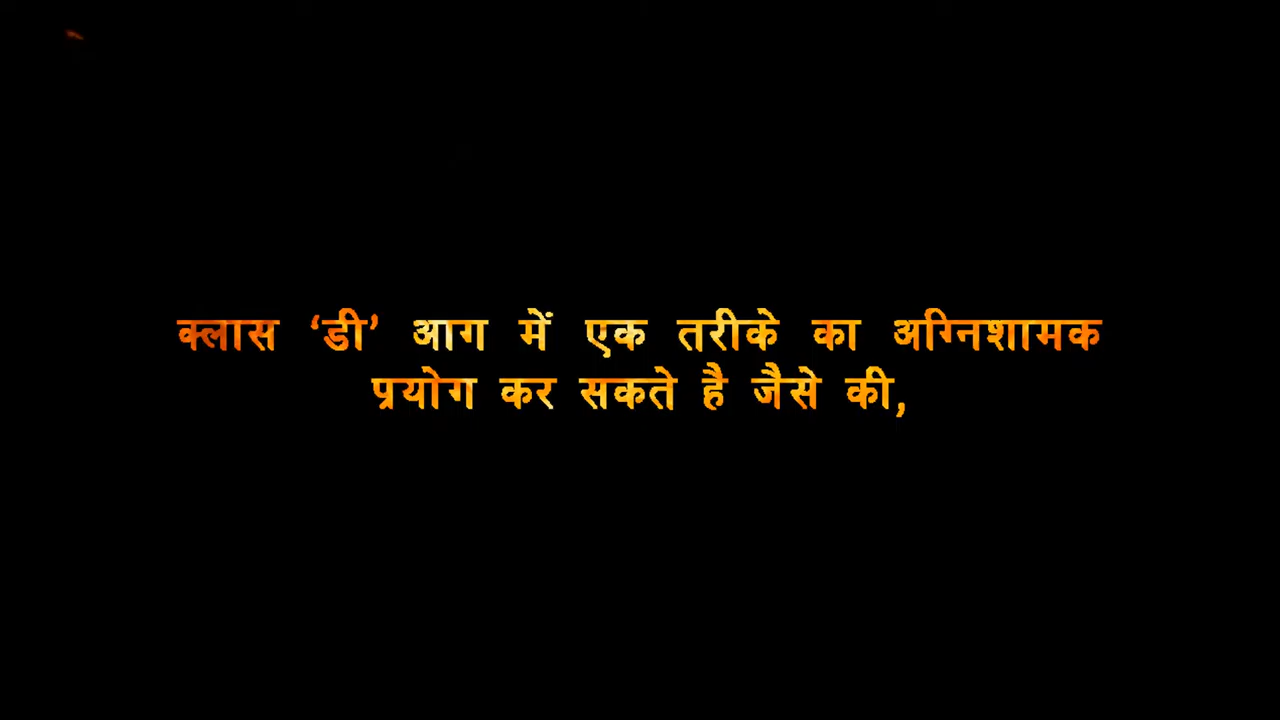 क्लास ‘डी’ आग में एक तरीके का अग्निशामक
प्रयोग कर सकते है जैसे की,